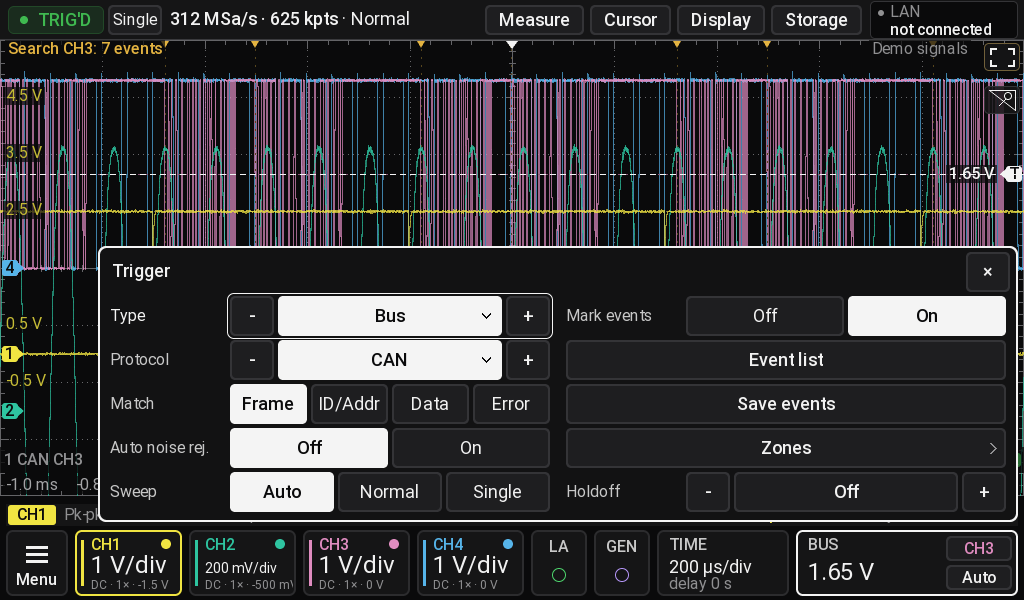 TRIG'D Single 312 MSa/s · 625 kpts · Normal Measure Cursor Display Storage LAN
not connected
Search CH3: 7 events Demo signals
4.5 V
3.5 V
1.65 V T
2.5 V
4
0.5 V
1
-0.5 V
2
1 CAN CH3
-1.0 ms
Trigger ×
Type - Bus + Mark events Off On
Protocol - CAN + Event list
Match Frame ID/Addr Data Error Save events
Auto noise rej. Off On Zones
Sweep Auto Normal Single Holdoff - Off +
CH1
Menu
CH1
1 V/div
DC · 1× · -1.5 V
CH2
200 mV/div
DC · 1× · -500 mV
CH3
1 V/div
DC · 1× · 0 V
CH4
1 V/div
DC · 1× · 0 V
LA
GEN
TIME
200 µs/div
delay 0 s
BUS CH3
1.65 V Auto